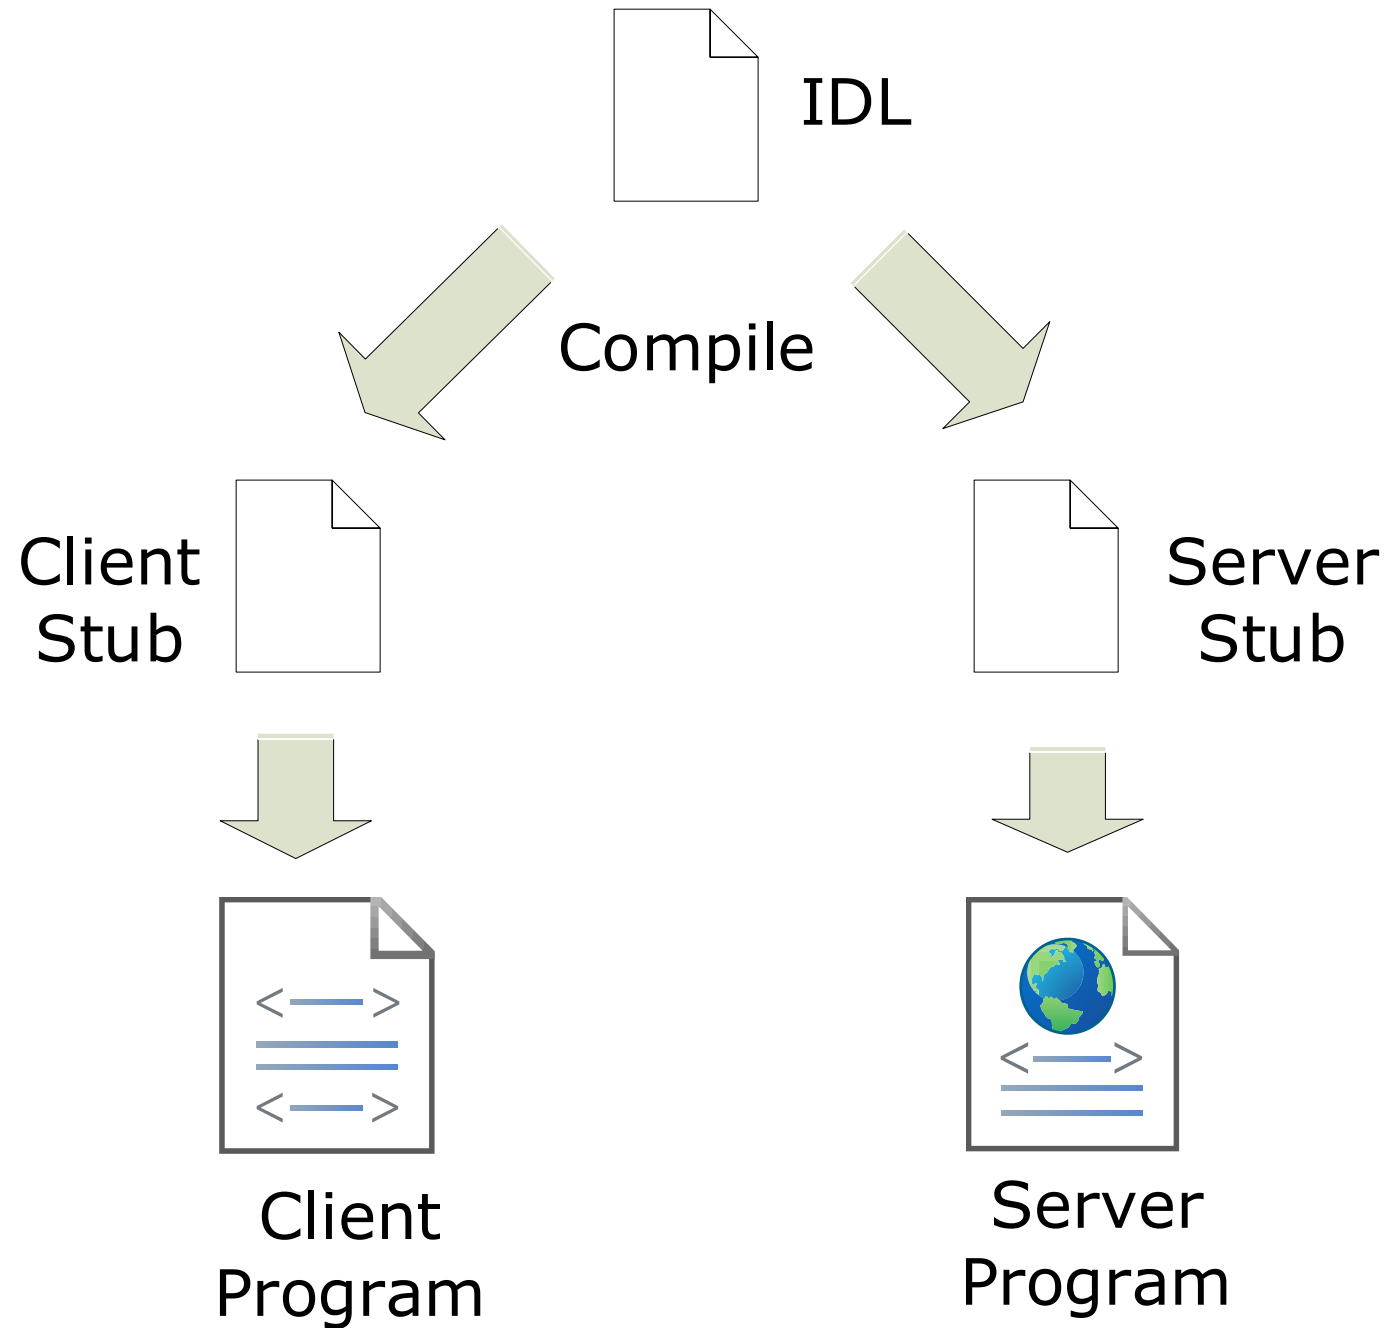 IDL
Compile
Client
Stub
Server
Stub
Client
Program
Server
Program